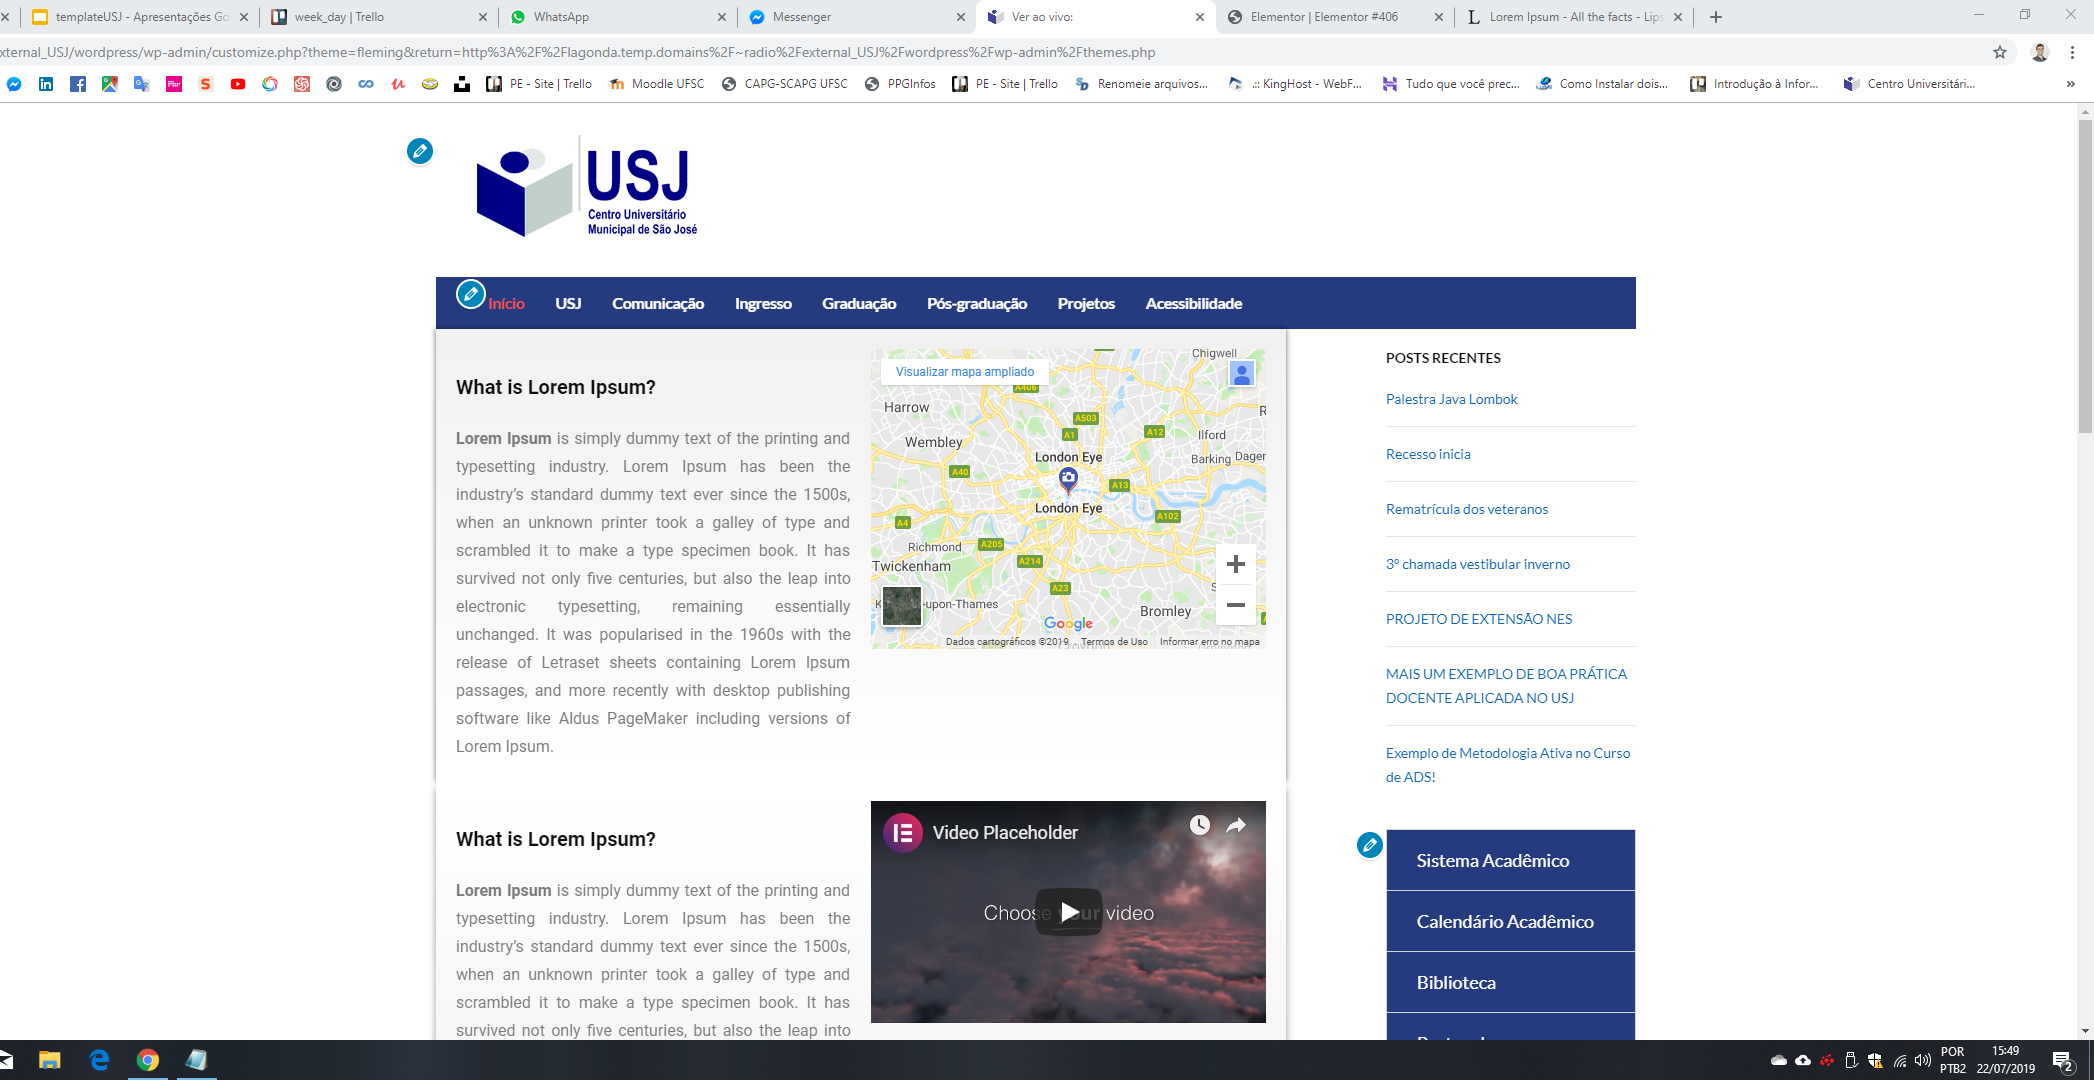 templateUSJ - Apresentações Go
week_day | Trello
WhatsApp
Messenger
Ver ao vivo:
Elementor | Elementor #406
Lorem Ipsum - All the facts - Lips
xternal_USJ/wordpress/wp-admin/customize.php?theme=fleming&return=http%3A%2F%2Flagonda.temp.domains%2F~radio%2Fexternal_USJ%2Fwordpress%2Fwp-admin%2Fthemes.php
PE - Site | Trello
Moodle UFSC
CAPG-SCAPG UFSC
PPGInfos
PE - Site | Trello
Renomeie arquivos...
.:: KingHost - WebF...
Tudo que você prec...
Como Instalar dois...
Introdução à Infor...
Centro Universitári...
»
USJ
Centro Universitário
Municipal de São José
Início USJ Comunicação Ingresso Graduação Pós-graduação Projetos Acessibilidade
What is Lorem Ipsum?
Lorem Ipsum is simply dummy text of the printing and
typesetting industry. Lorem Ipsum has been the
industry's standard dummy text ever since the 1500s,
when an unknown printer took a galley of type and
scrambled it to make a type specimen book. It has
survived not only five centuries, but also the leap into
electronic typesetting, remaining essentially
unchanged. It was popularised in the 1960s with the
release of Letraset sheets containing Lorem Ipsum
passages, and more recently with desktop publishing
software like Aldus PageMaker including versions of
Lorem Ipsum.
Chigwell
Visualizar mapa ampliado
A406
Harrow
A503
Wembley
A1
A12
Ilford
London Eye
Barking
Dagen
A40
A13
London Eye
A4
A102
Richmond
A205
Twickenham
A214
A23
-upon-Thames
Bromley
Google
Dados cartográficos ©2019
Termos de Uso
Informar erro no mapa
POSTS RECENTES
Palestra Java Lombok
Recesso inicia
Rematrícula dos veteranos
3º chamada vestibular inverno
PROJETO DE EXTENSÃO NES
MAIS UM EXEMPLO DE BOA PRÁTICA
DOCENTE APLICADA NO USJ
Exemplo de Metodologia Ativa no Curso
de ADS!
What is Lorem Ipsum?
Lorem Ipsum is simply dummy text of the printing and
typesetting industry. Lorem Ipsum has been the
industry's standard dummy text ever since the 1500s,
when an unknown printer took a galley of type and
scrambled it to make a type specimen book. It has
survived not only five centuries, but also the leap into
Video Placeholder
Choose your video
Sistema Acadêmico
Calendário Acadêmico
Biblioteca
POR
PTB2
15:49
22/07/2019
2